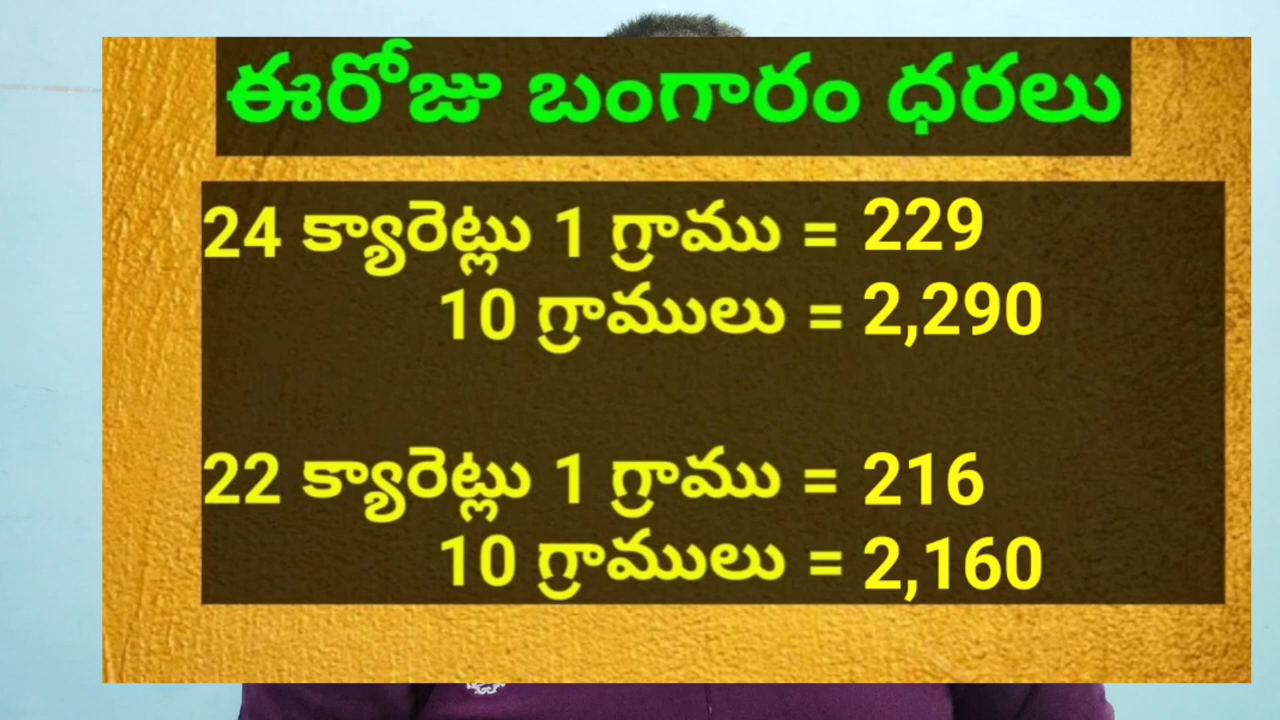 ఈరోజు బంగారం ధరలు
24 క్యారెట్లు 1 గ్రాము = 229
10 గ్రాములు = 2,290
22 క్యారెట్లు 1 గ్రాము = 216
10 గ్రాములు = 2,160